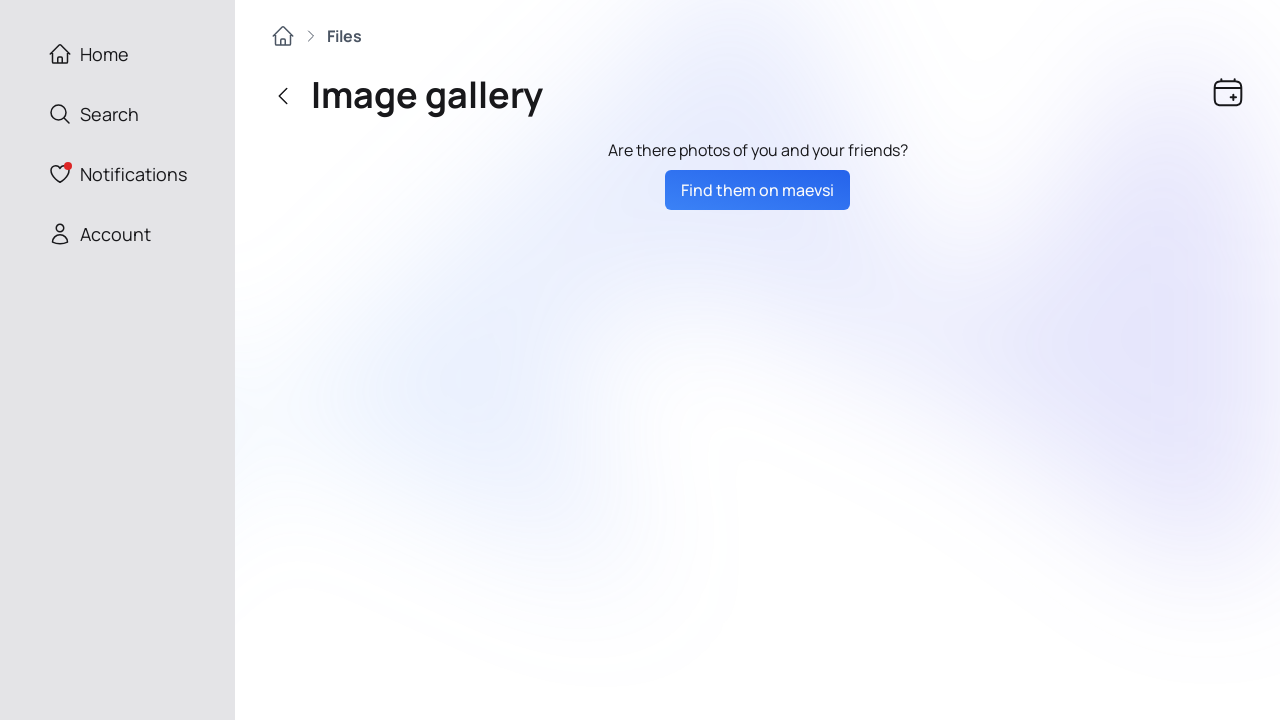 Home
Search
Notifications
Account
Files
Image gallery
Are there photos of you and your friends?
Find them on maevsi